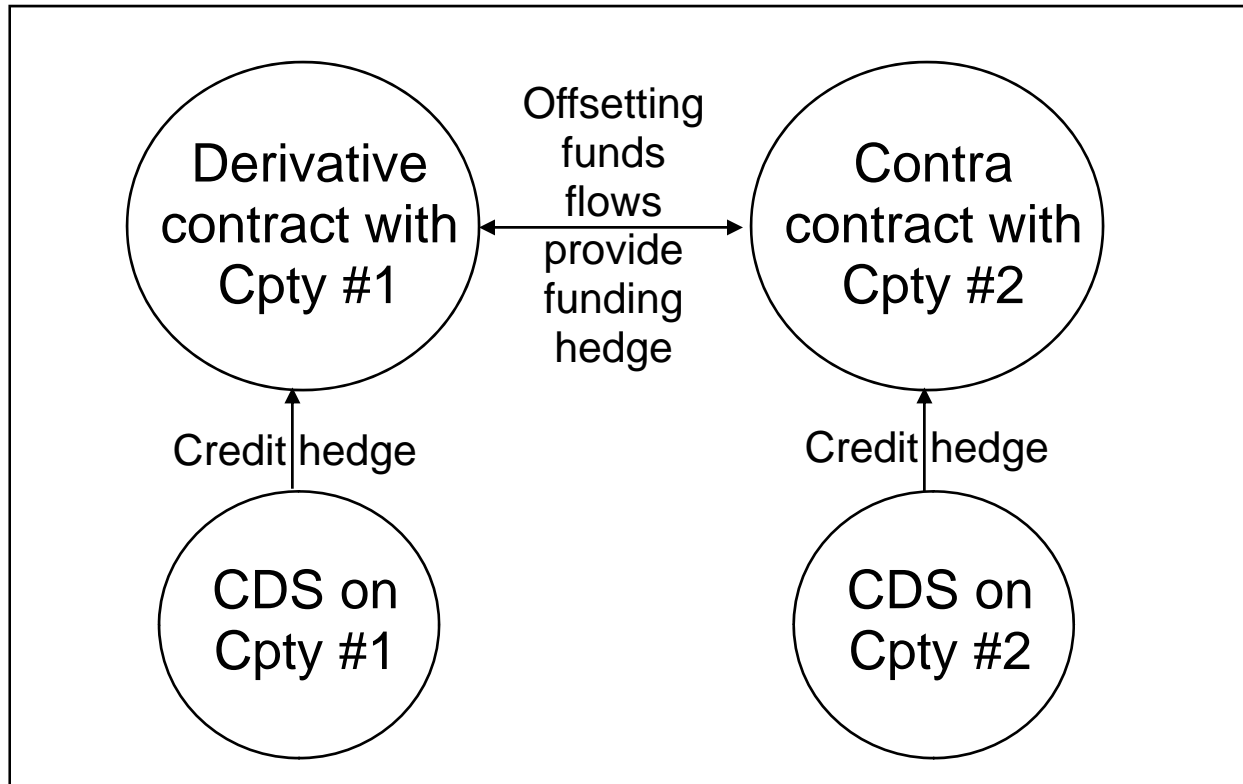 Derivative
contract with
Cpty #1
Offsetting
funds
flows
provide
funding
hedge
Contra
contract with
Cpty #2
Credit hedge
Credit hedge
CDS on
Cpty #1
CDS on
Cpty #2